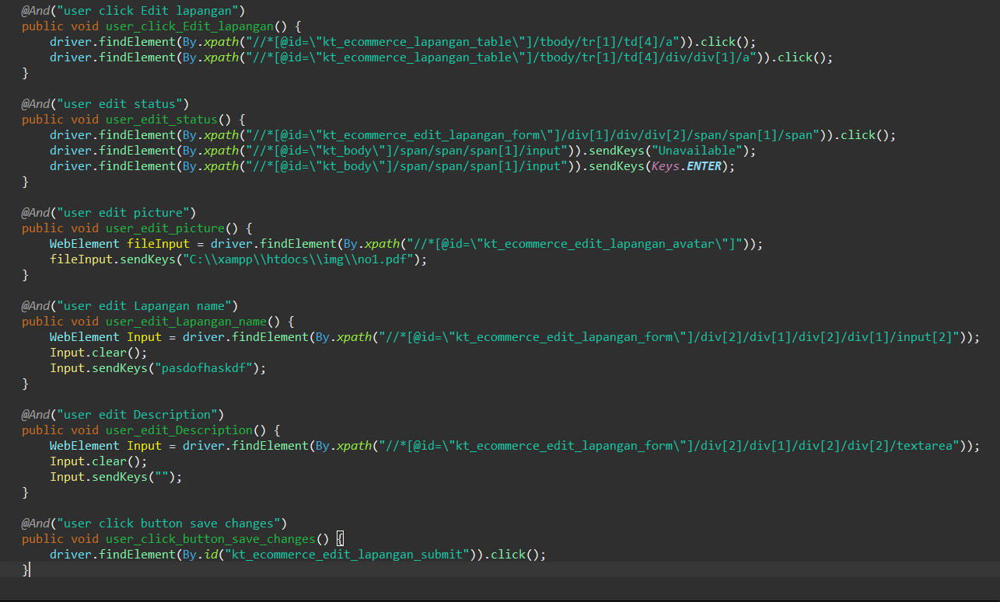 @And("user click Edit lapangan")
public void user_click_Edit_lapangan() {
    driver.findElement(By.xpath("//*[@id=\"kt_ecommerce_lapangan_table\"]/tbody/tr[1]/td[4]/a")).click();
    driver.findElement(By.xpath("//*[@id=\"kt_ecommerce_lapangan_table\"]/tbody/tr[1]/td[4]/div/div[1]/a")).click();
}

@And("user edit status")
public void user_edit_status() {
    driver.findElement(By.xpath("//*[@id=\"kt_ecommerce_edit_lapangan_form\"]/div[1]/div/div[2]/span/span[1]/span")).click();
    driver.findElement(By.xpath("//*[@id=\"kt_body\"]/span/span/span[1]/input")).sendKeys("Unavailable");
    driver.findElement(By.xpath("//*[@id=\"kt_body\"]/span/span/span[1]/input")).sendKeys(Keys.ENTER);
}

@And("user edit picture")
public void user_edit_picture() {
    WebElement fileInput = driver.findElement(By.xpath("//*[@id=\"kt_ecommerce_edit_lapangan_avatar\"]"));
    fileInput.sendKeys("C:\\xampp\\htdocs\\img\\no1.pdf");
}

@And("user edit Lapangan name")
public void user_edit_Lapangan_name() {
    WebElement Input = driver.findElement(By.xpath("//*[@id=\"kt_ecommerce_edit_lapangan_form\"]/div[2]/div[1]/div[2]/div[1]/input[2]"));
    Input.clear();
    Input.sendKeys("pasdofhaskdf");
}

@And("user edit Description")
public void user_edit_Description() {
    WebElement Input = driver.findElement(By.xpath("//*[@id=\"kt_ecommerce_edit_lapangan_form\"]/div[2]/div[1]/div[2]/div[2]/textarea"));
    Input.clear();
    Input.sendKeys("");
}

@And("user click button save changes")
public void user_click_button_save_changes() {
    driver.findElement(By.id("kt_ecommerce_edit_lapangan_submit")).click();
}